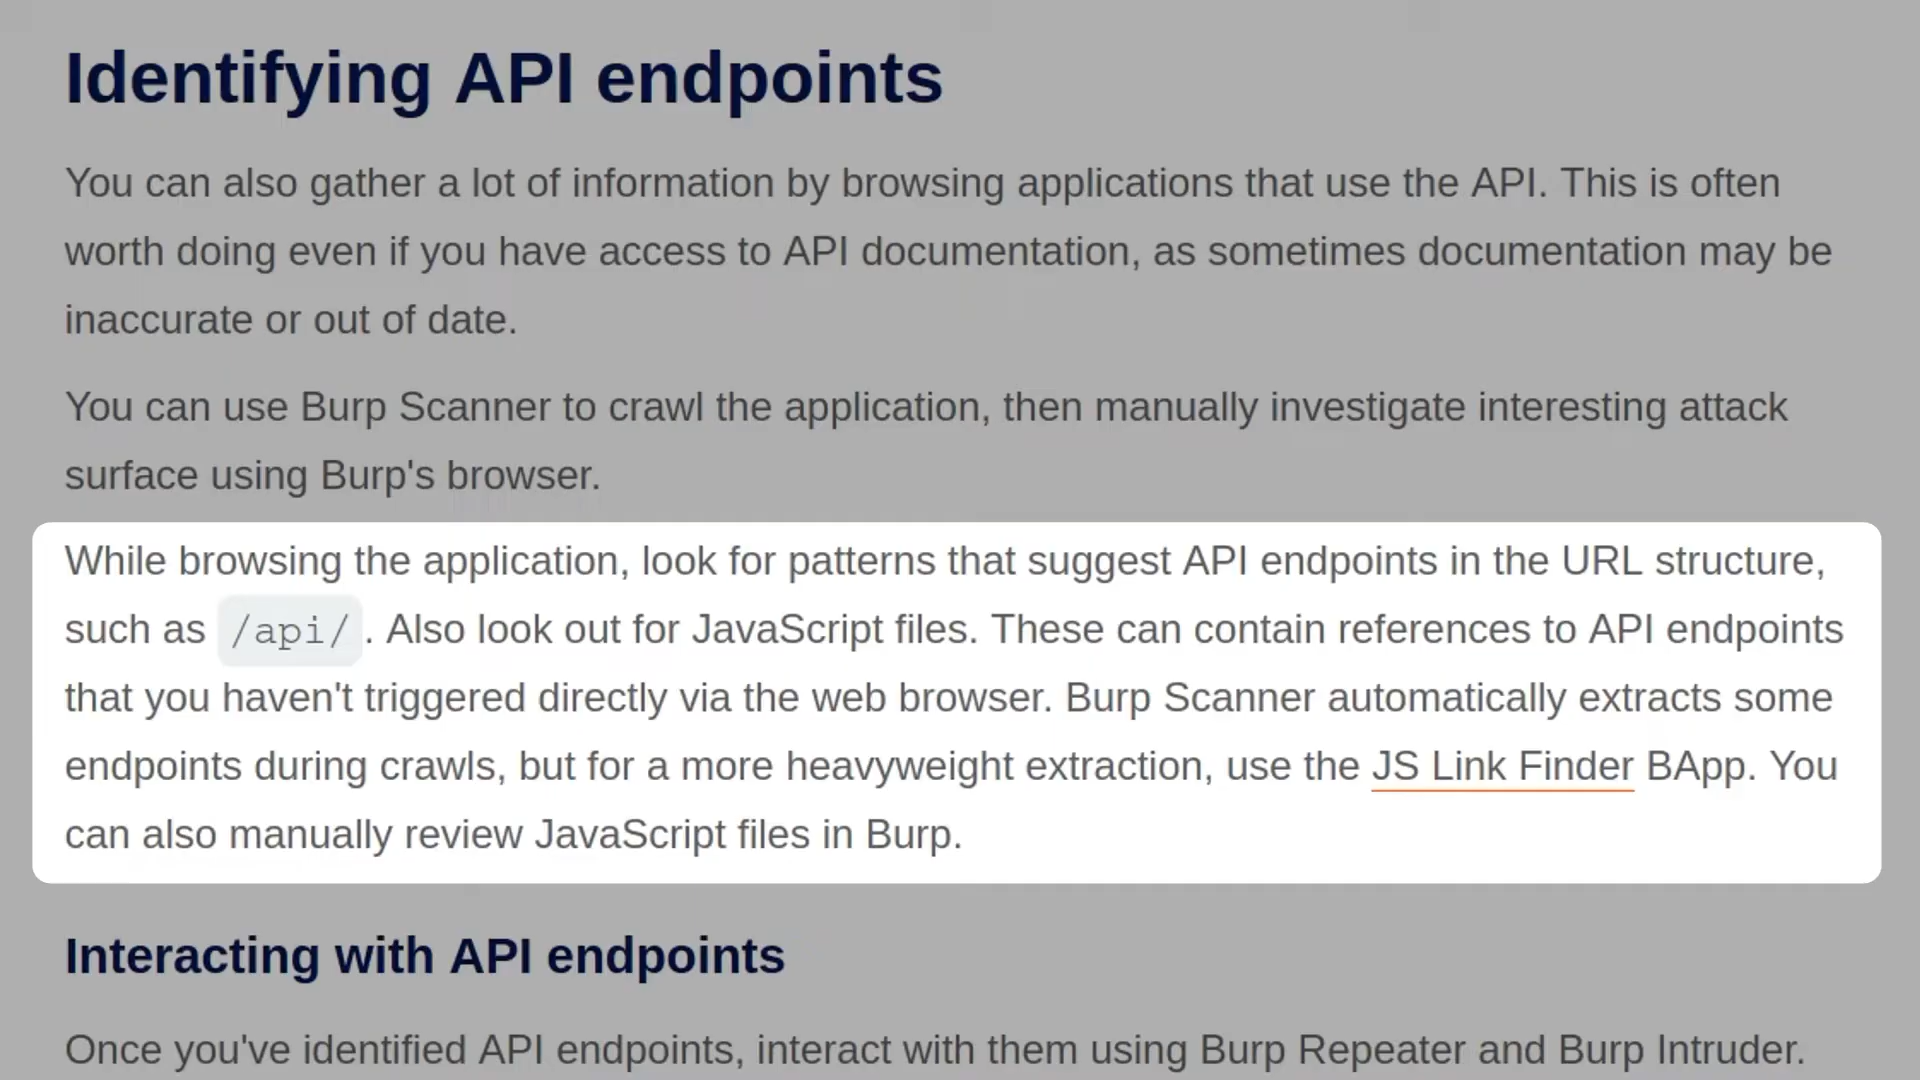 Identifying API endpoints
You can also gather a lot of information by browsing applications that use the API. This is often
worth doing even if you have access to API documentation, as sometimes documentation may be
inaccurate or out of date.
You can use Burp Scanner to crawl the application, then manually investigate interesting attack
surface using Burp's browser.
While browsing the application, look for patterns that suggest API endpoints in the URL structure,
such as /api/ . Also look out for JavaScript files. These can contain references to API endpoints
that you haven't triggered directly via the web browser. Burp Scanner automatically extracts some
endpoints during crawls, but for a more heavyweight extraction, use the JS Link Finder BApp. You
can also manually review JavaScript files in Burp.
Interacting with API endpoints
Once you've identified API endpoints, interact with them using Burp Repeater and Burp Intruder.